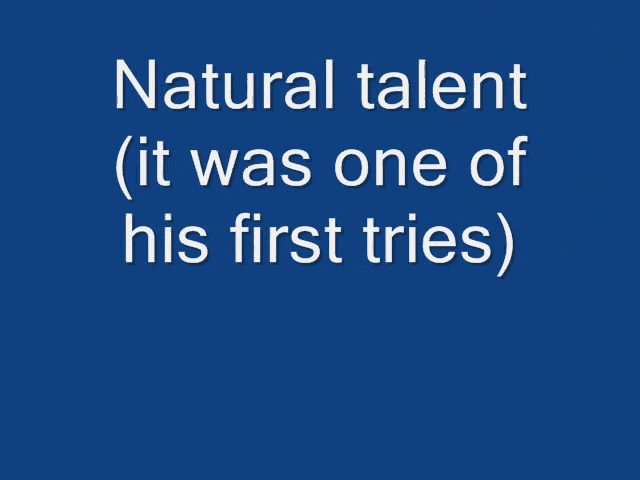 Natural talent
(it was one of
his first tries)